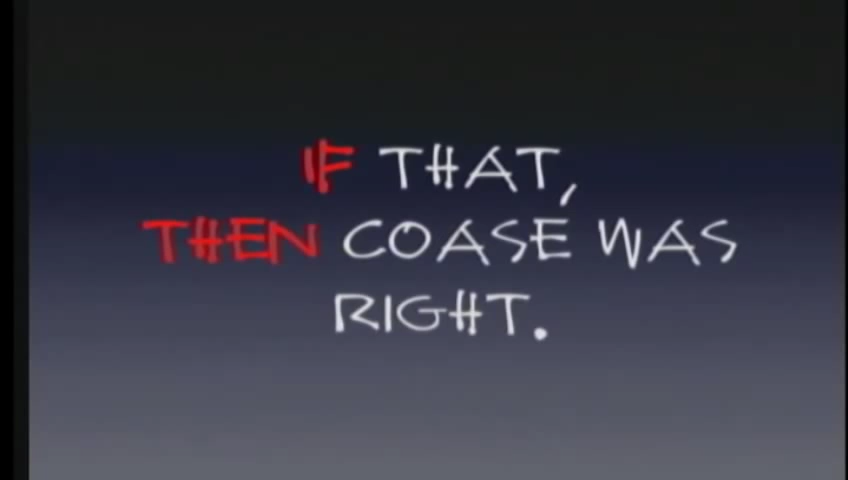 IF THAT,
THEN COASE WAS
RIGHT.